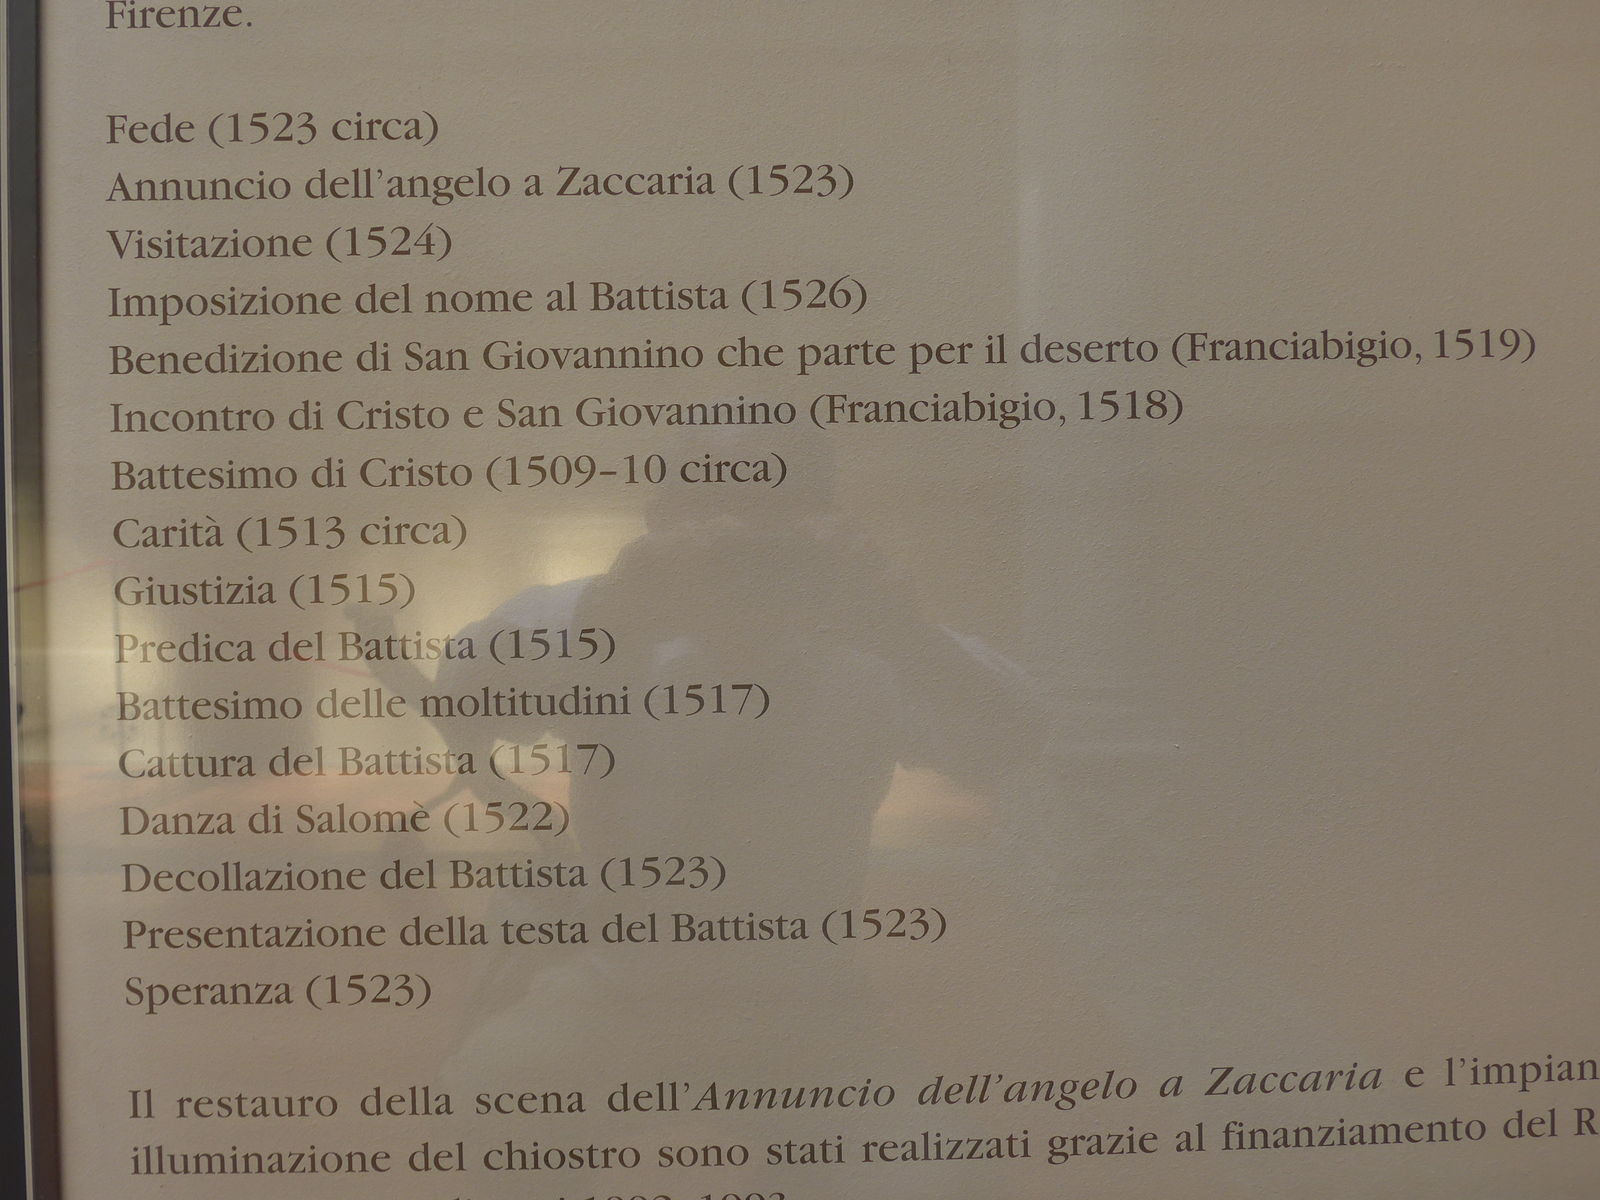 Firenze.
Fede (1523 circa)
Annuncio dell'angelo a Zaccaria (1523)
Visitazione (1524)
Imposizione del nome al Battista (1526)
Benedizione di San Giovannino che parte per il deserto (Franciabigio, 1519)
Incontro di Cristo e San Giovannino (Franciabigio, 1518)
Battesimo di Cristo (1509–10 circa)
Carità (1513 circa)
Giustizia (1515)
Predica del Battista (1515)
Battesimo delle moltitudini (1517)
Cattura del Battista (1517)
Danza di Salomè (1522)
Decollazione del Battista (1523)
Presentazione della testa del Battista (1523)
Speranza (1523)
Il restauro della scena dell'Annuncio dell'angelo a Zaccaria e l'impian
illuminazione del chiostro sono stati realizzati grazie al finanziamento del R